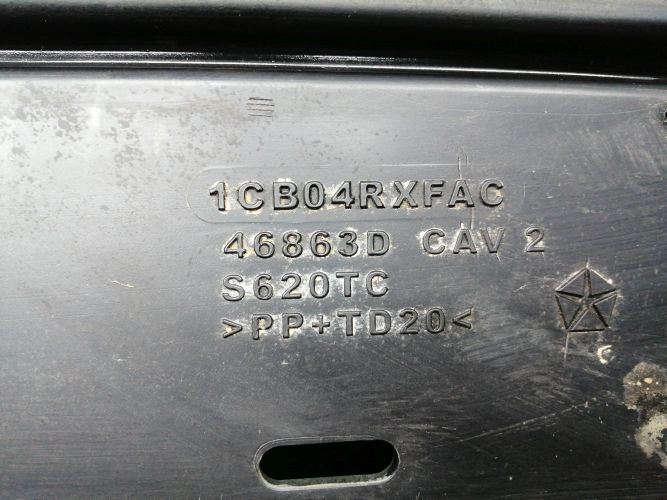 1CB04RXFAC
46863D CAV 2
S620TC
>PP+TD20<